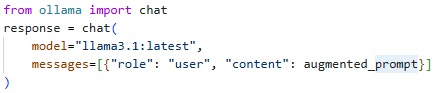 from ollama import chat
response = chat(
    model="llama3.1:latest",
    messages=[{"role": "user", "content": augmented_prompt}]
)